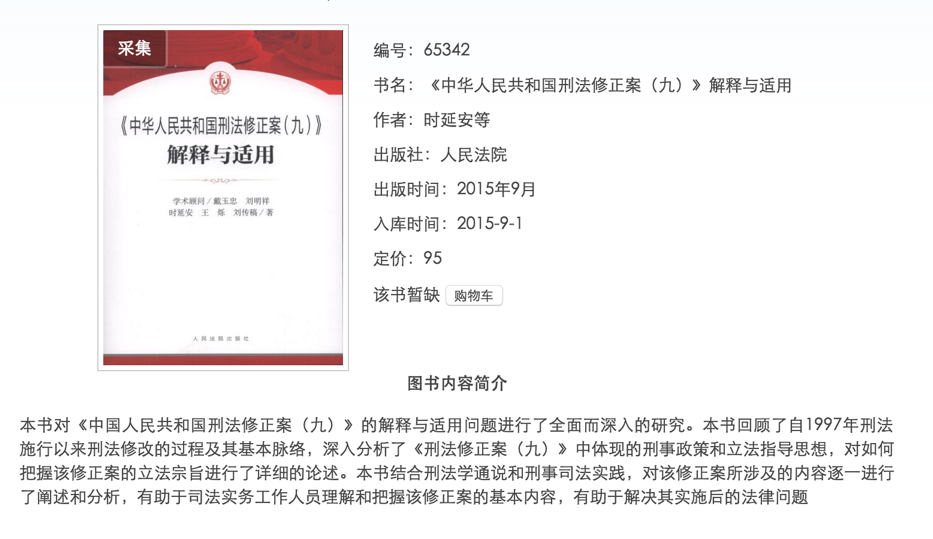 采集
《中华人民共和国刑法修正案(九)》
解释与适用
学术顾问/戴玉忠 刘明祥
时延安 王 烁 刘传稿/著
人民法院出版社
编号：65342
书名：《中华人民共和国刑法修正案（九）》解释与适用
作者：时延安等
出版社：人民法院
出版时间：2015年9月
入库时间：2015-9-1
定价：95
该书暂缺 购物车
图书内容简介
本书对《中国人民共和国刑法修正案（九）》的解释与适用问题进行了全面而深入的研究。本书回顾了自1997年刑法
施行以来刑法修改的过程及其基本脉络，深入分析了《刑法修正案（九）》中体现的刑事政策和立法指导思想，对如何
把握该修正案的立法宗旨进行了详细的论述。本书结合刑法学通说和刑事司法实践，对该修正案所涉及的内容逐一进行
了阐述和分析，有助于司法实务工作人员理解和把握该修正案的基本内容，有助于解决其实施后的法律问题